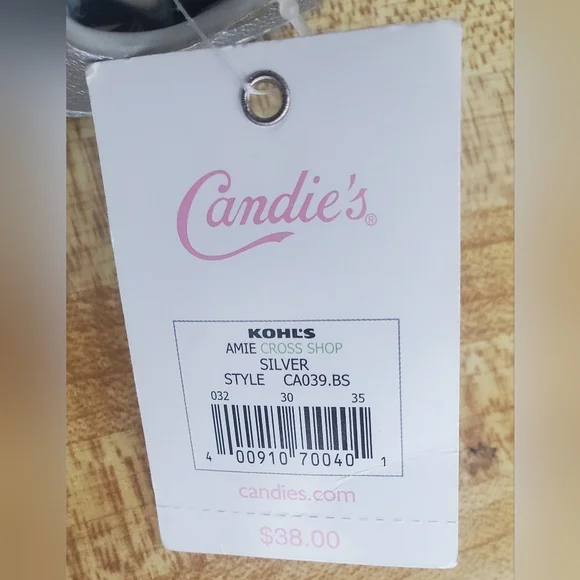 Candie's®
KOHL'S
AMIE CROSS SHOP
SILVER
STYLE CA039.BS
032 30 35
4 00910 70040 1
candies.com
$38.00